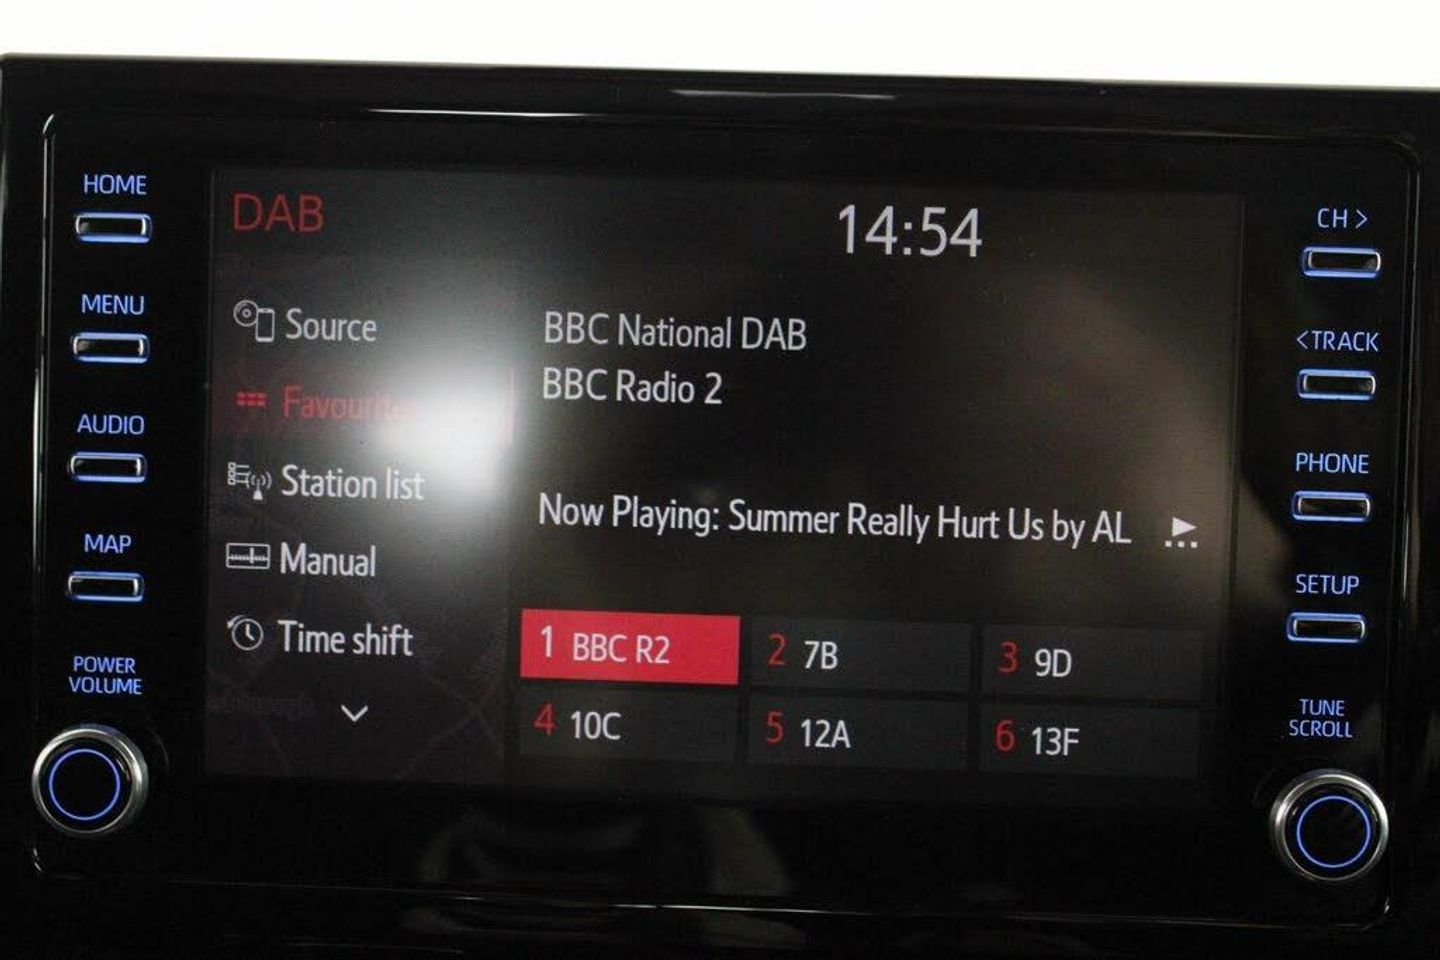 HOME
MENU
AUDIO
MAP
POWER
VOLUME
DAB
14:54
Source
Favourites
Station list
Manual
Time shift
BBC National DAB
BBC Radio 2
Now Playing: Summer Really Hurt Us by AL
1 BBC R2
2 7B
3 9D
4 10C
5 12A
6 13F
CH >
<TRACK
PHONE
SETUP
TUNE
SCROLL